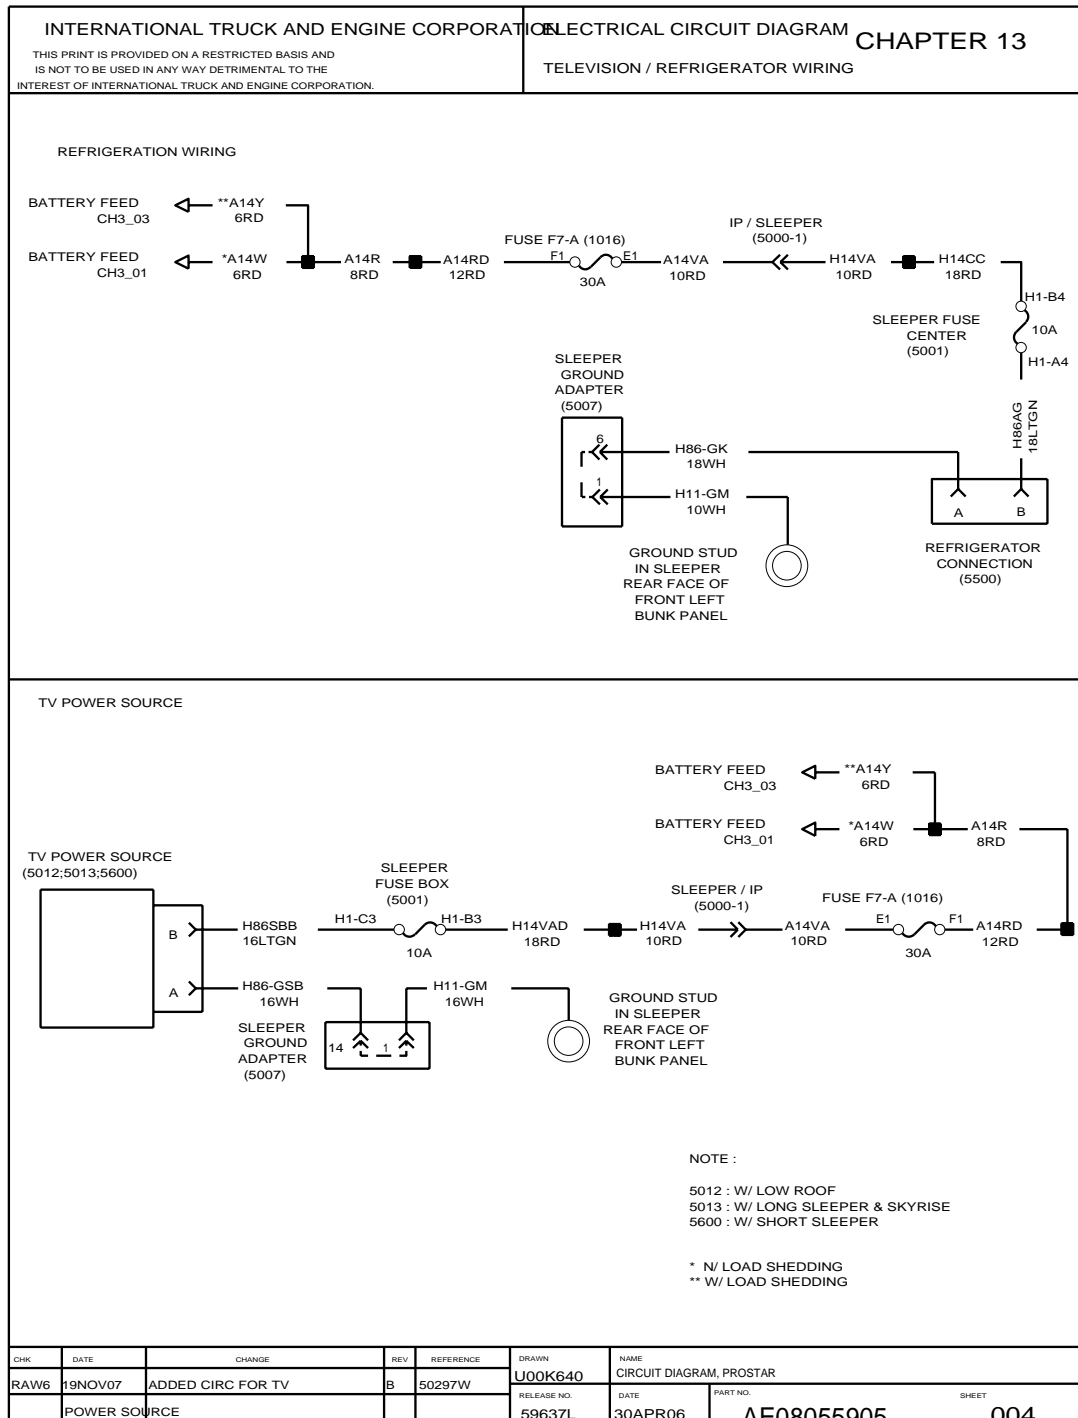 INTERNATIONAL TRUCK AND ENGINE CORPORATION
THIS PRINT IS PROVIDED ON A RESTRICTED BASIS AND
IS NOT TO BE USED IN ANY WAY DETRIMENTAL TO THE
INTEREST OF INTERNATIONAL TRUCK AND ENGINE CORPORATION.
ELECTRICAL CIRCUIT DIAGRAM
CHAPTER 13
TELEVISION / REFRIGERATOR WIRING
REFRIGERATION WIRING
BATTERY FEED
CH3_03
**A14Y
6RD
BATTERY FEED
CH3_01
*A14W
6RD
A14R
8RD
A14RD
12RD
FUSE F7-A (1016)
F1
E1
30A
A14VA
10RD
IP / SLEEPER
(5000-1)
H14VA
10RD
H14CC
18RD
H1-B4
10A
H1-A4
SLEEPER FUSE
CENTER
(5001)
H86AG
18LTGN
SLEEPER
GROUND
ADAPTER
(5007)
6
1
H86-GK
18WH
H11-GM
10WH
A
B
GROUND STUD
IN SLEEPER
REAR FACE OF
FRONT LEFT
BUNK PANEL
REFRIGERATOR
CONNECTION
(5500)
TV POWER SOURCE
BATTERY FEED
CH3_03
**A14Y
6RD
BATTERY FEED
CH3_01
*A14W
6RD
A14R
8RD
TV POWER SOURCE
(5012;5013;5600)
B
A
H86SBB
16LTGN
SLEEPER
FUSE BOX
(5001)
H1-C3
H1-B3
10A
H14VAD
18RD
H14VA
10RD
SLEEPER / IP
(5000-1)
A14VA
10RD
FUSE F7-A (1016)
E1
F1
30A
A14RD
12RD
H86-GSB
16WH
H11-GM
16WH
SLEEPER
GROUND
ADAPTER
(5007)
14
1
GROUND STUD
IN SLEEPER
REAR FACE OF
FRONT LEFT
BUNK PANEL
NOTE :
5012 : W/ LOW ROOF
5013 : W/ LONG SLEEPER & SKYRISE
5600 : W/ SHORT SLEEPER
* N/ LOAD SHEDDING
** W/ LOAD SHEDDING
CHK DATE CHANGE REV REFERENCE
RAW6 19NOV07 ADDED CIRC FOR TV B 50297W
POWER SOURCE
DRAWN
U00K640
NAME
CIRCUIT DIAGRAM, PROSTAR
RELEASE NO.
59637L
DATE
30APR06
PART NO.
AE08055905
SHEET
004